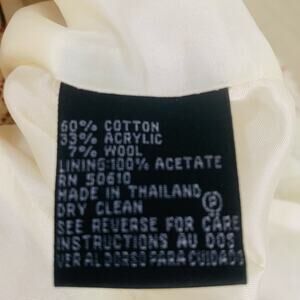 60% COTTON
33% ACRYLIC
7% WOOL
LINING:100% ACETATE
RN 50610
MADE IN THAILAND
DRY CLEAN Ⓟ
SEE REVERSE FOR CARE
INSTRUCTIONS AU DOS
VER AL DORSO PARA CUIDADO